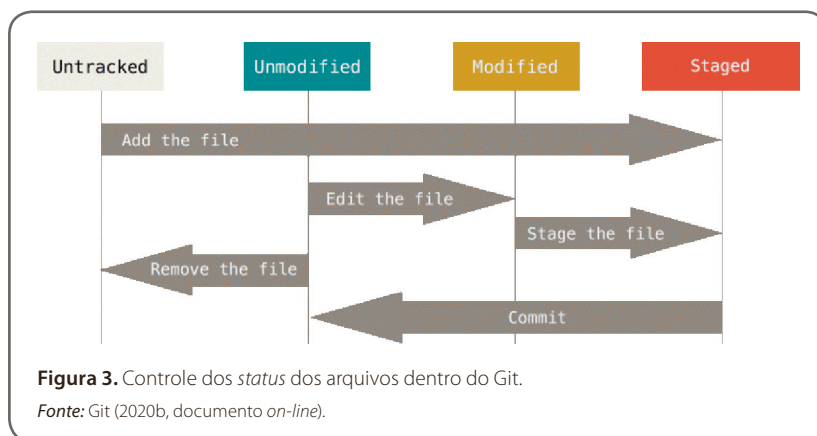 Untracked
Unmodified
Modified
Staged
Add the file
Edit the file
Stage the file
Remove the file
Commit
Figura 3. Controle dos status dos arquivos dentro do Git.
Fonte: Git (2020b, documento on-line).